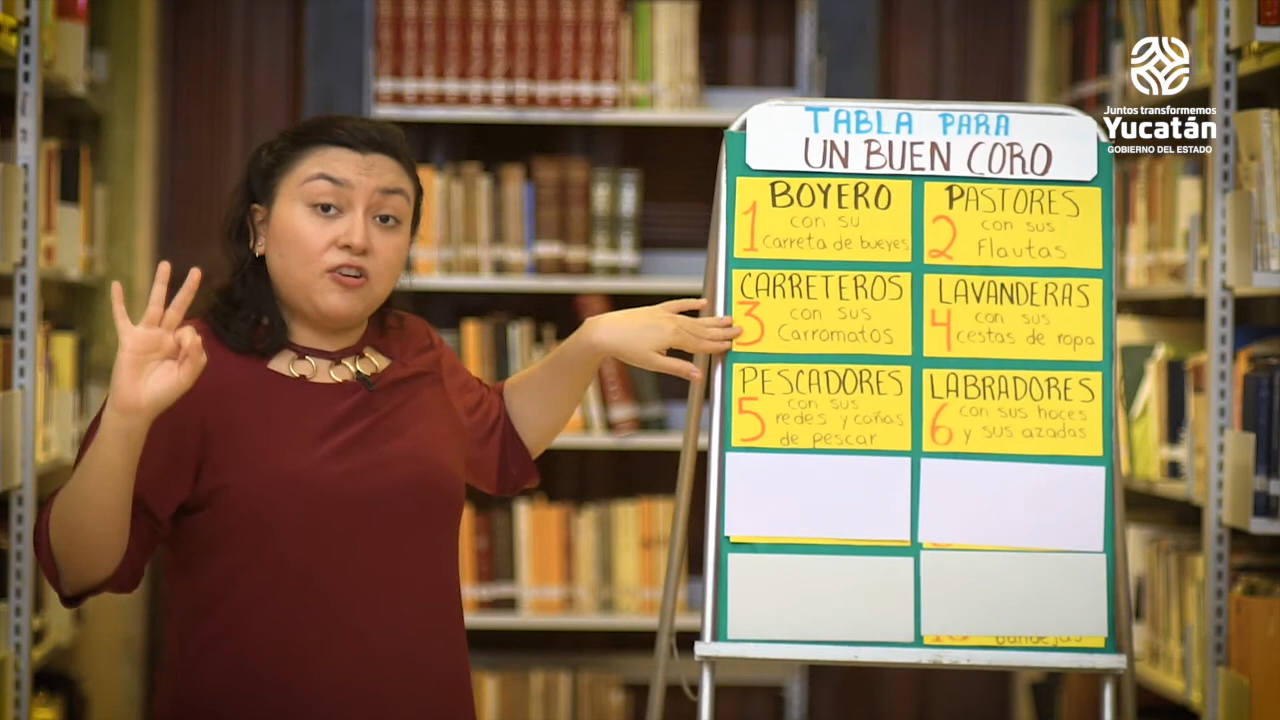 Juntos transformemos
Yucatán
GOBIERNO DEL ESTADO
TABLA PARA
UN BUEN CORO
1 BOYERO
con su
carreta de bueyes
2 PASTORES
con sus
flautas
3 CARRETEROS
con sus
carromatos
4 LAVANDERAS
con sus
cestas de ropa
5 PESCADORES
con sus
redes y cañas
de pescar
6 LABRADORES
con sus hoces
y sus azadas